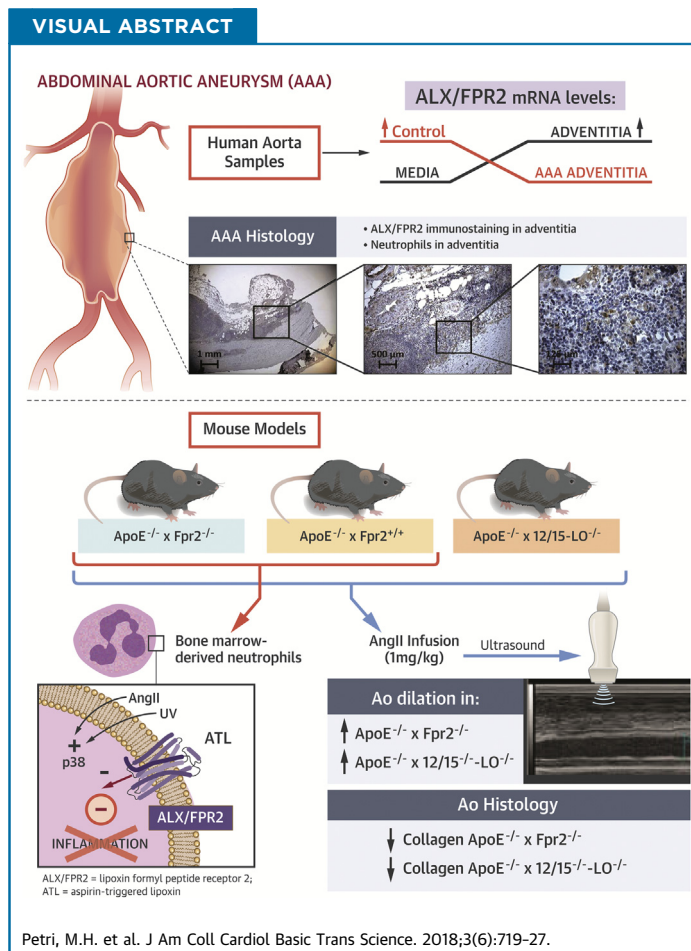 VISUAL ABSTRACT
ABDOMINAL AORTIC ANEURYSM (AAA)
ALX/FPR2 mRNA levels:
Human Aorta
Samples
Control
ADVENTITIA
MEDIA
AAA ADVENTITIA
AAA Histology
• ALX/FPR2 immunostaining in adventitia
• Neutrophils in adventitia
1 mm
500 µm
Mouse Models
ApoE⁻/⁻ x Fpr2⁻/⁻
ApoE⁻/⁻ x Fpr2⁺/⁺
ApoE⁻/⁻ x 12/15-LO⁻/⁻
Bone marrow-
derived neutrophils
AngII Infusion
(1mg/kg)
Ultrasound
AngII
UV
+
p38
-
ATL
−
ALX/FPR2
INFLAMMATION
ALX/FPR2 = lipoxin formyl peptide receptor 2;
ATL = aspirin-triggered lipoxin
Ao dilation in:
ApoE⁻/⁻ x Fpr2⁻/⁻
ApoE⁻/⁻ x 12/15⁻/⁻-LO⁻/⁻
Ao Histology
Collagen ApoE⁻/⁻ x Fpr2⁻/⁻
Collagen ApoE⁻/⁻ x 12/15⁻/⁻-LO⁻/⁻
Petri, M.H. et al. J Am Coll Cardiol Basic Trans Science. 2018;3(6):719–27.